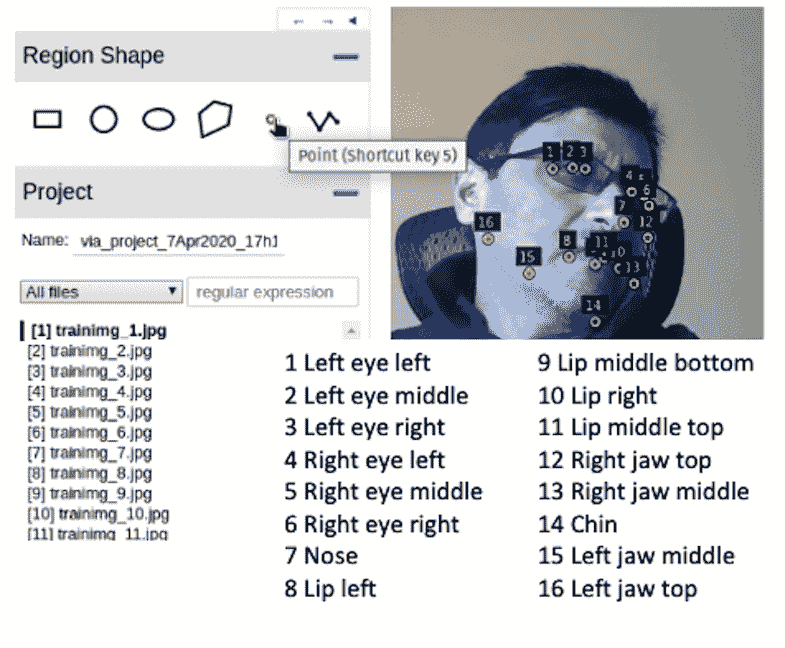 Region Shape
Point (Shortcut key 5)
Project
Name: via_project_7Apr2020_17h1
All files
regular expression
[1] trainimg_1.jpg
[2] trainimg_2.jpg
[3] trainimg_3.jpg
[4] trainimg_4.jpg
[5] trainimg_5.jpg
[6] trainimg_6.jpg
[7] trainimg_7.jpg
[8] trainimg_8.jpg
[9] trainimg_9.jpg
[10] trainimg_10.jpg
[11] trainimg_11.jpg
1 2 3
4
6
7 12
16
8 11
15
13
14
1 Left eye left
2 Left eye middle
3 Left eye right
4 Right eye left
5 Right eye middle
6 Right eye right
7 Nose
8 Lip left
9 Lip middle bottom
10 Lip right
11 Lip middle top
12 Right jaw top
13 Right jaw middle
14 Chin
15 Left jaw middle
16 Left jaw top